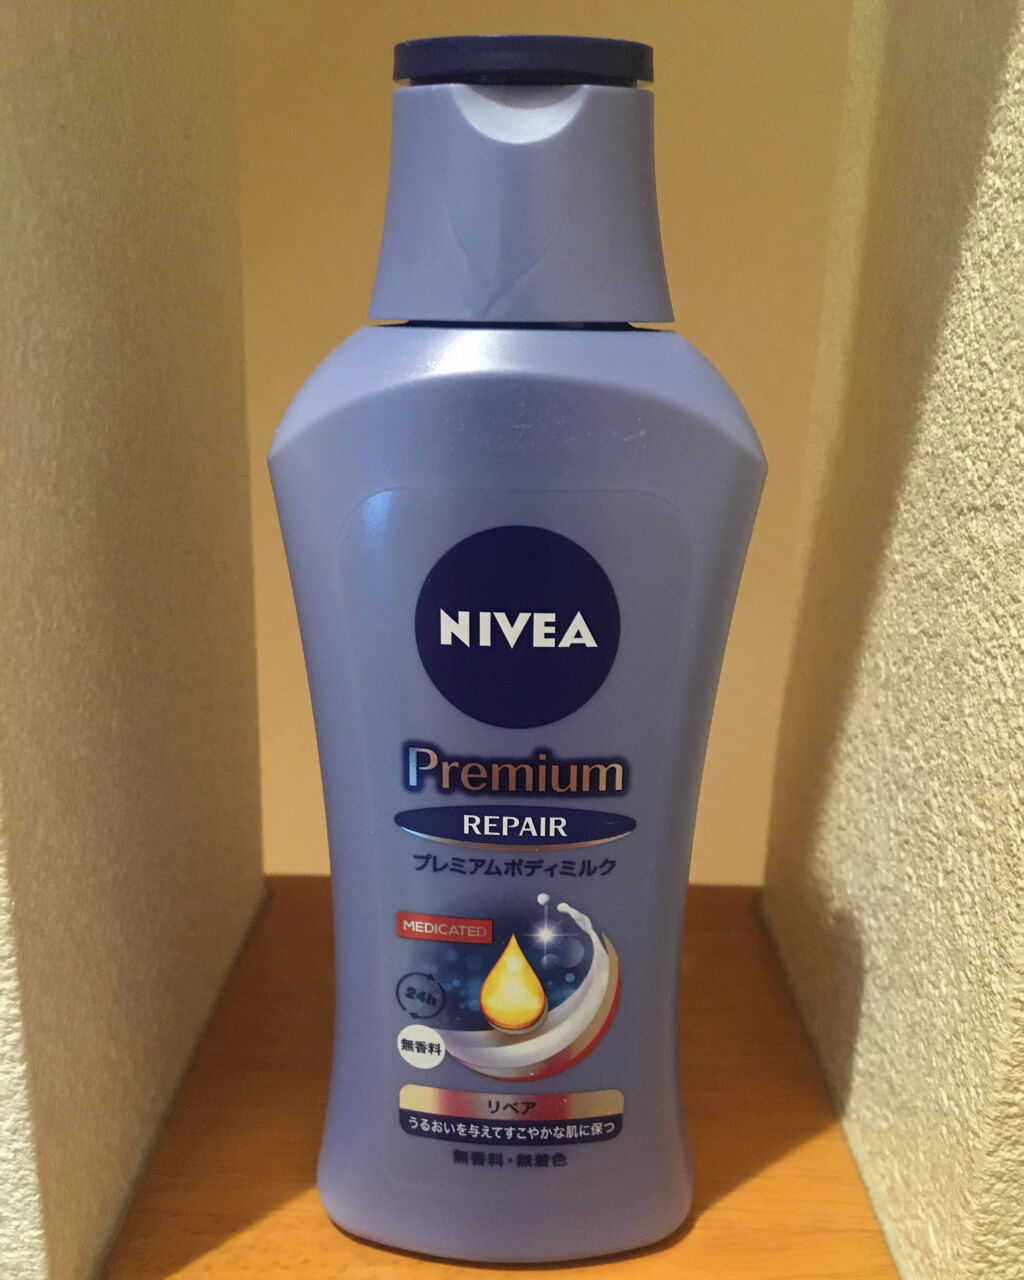 NIVEA
Premium
REPAIR
プレミアムボディミルク
MEDICATED
24h
無香料
リペア
うるおいを与えてすこやかな肌に保つ
無香料・無着色